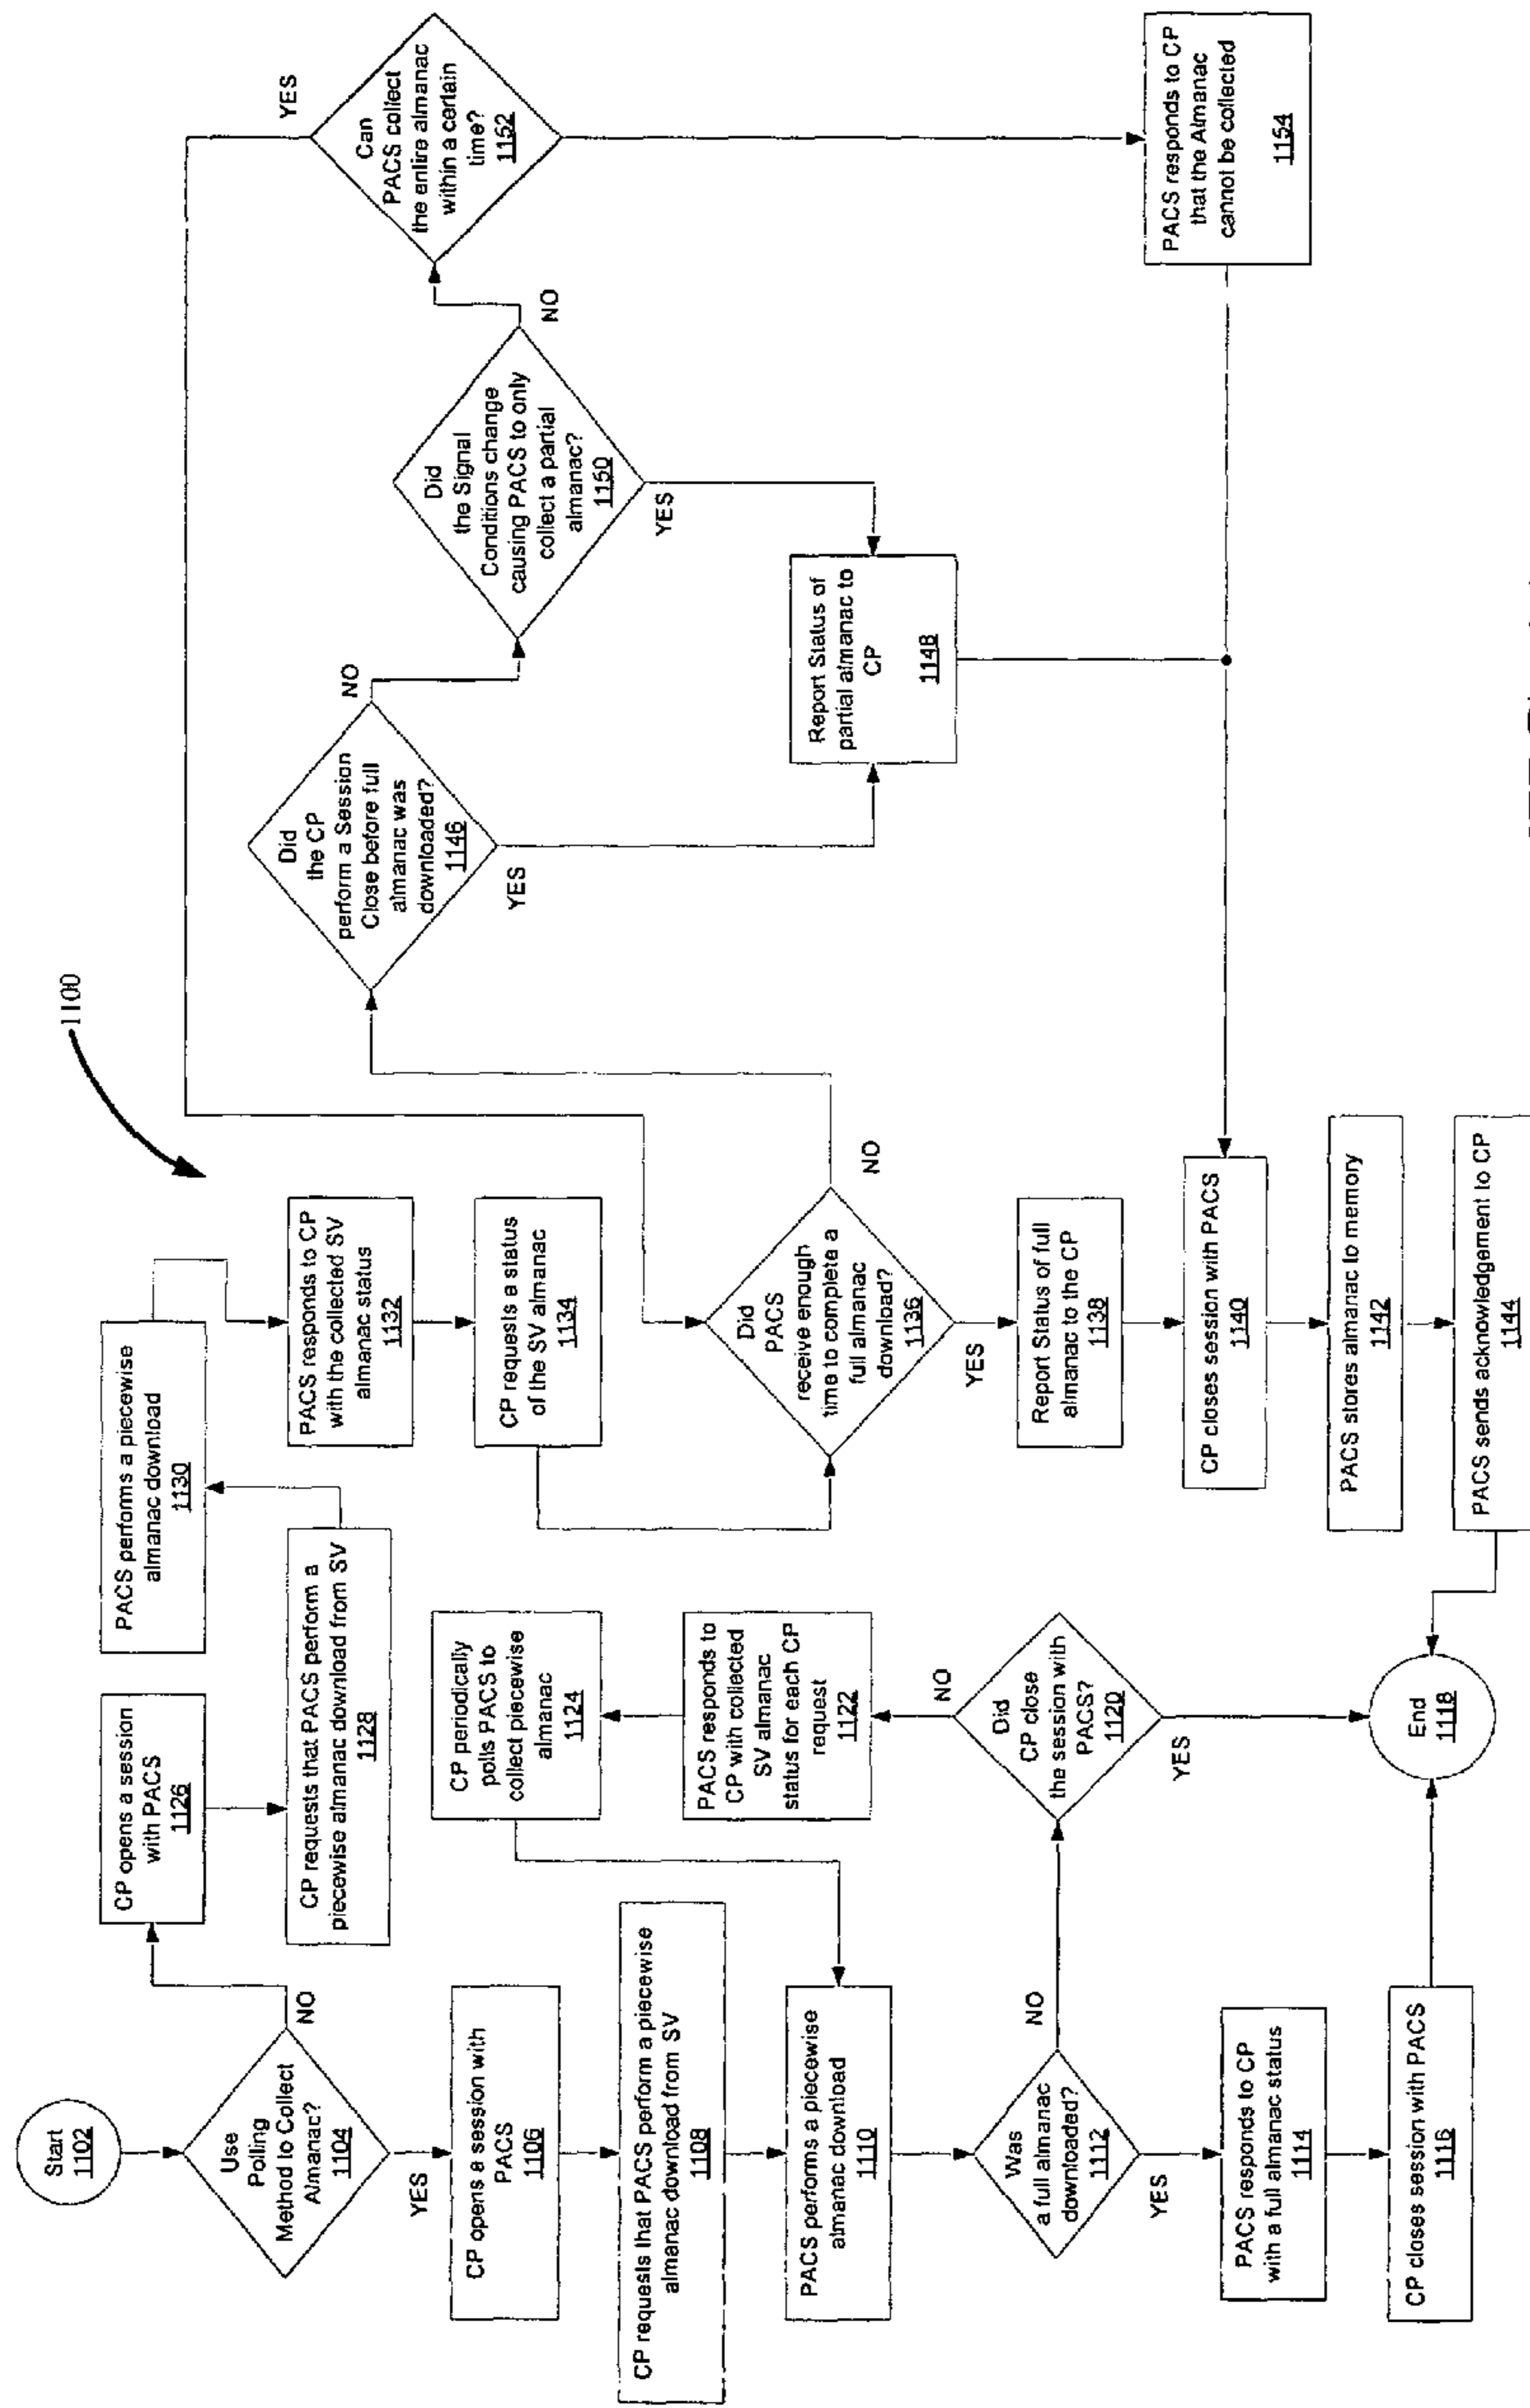 1100
Start
1102
Use
Polling
Method to Collect
Almanac?
1104
NO
YES
CP opens a session with
PACS
1106
CP requests that PACS perform a piecewise
almanac download from SV
1108
PACS performs a piecewise
almanac download
1110
Was
a full almanac
downloaded?
1112
NO
YES
PACS responds to CP
with a full almanac status
1114
CP closes session with PACS
1116
End
1118
Did
CP close
the session with
PACS?
1120
NO
YES
PACS responds to
CP with collected
SV almanac
status for each CP
request
1122
CP periodically
polls PACS to
collect piecewise
almanac
1124
CP opens a session
with PACS
1126
CP requests that PACS perform a
piecewise almanac download from SV
1128
PACS performs a piecewise
almanac download
1130
PACS responds to CP
with the collected SV
almanac status
1132
CP requests a status
of the SV almanac
1134
Did
PACS
receive enough
time to complete a
full almanac
download?
1136
NO
YES
Report Status of full
almanac to the CP
1138
CP closes session with PACS
1140
PACS stores almanac to memory
1142
PACS sends acknowledgement to CP
1144
Did
the CP
perform a Session
Close before full
almanac was
downloaded?
1146
NO
YES
Report Status of
partial almanac to
CP
1148
Did
the Signal
Conditions change
causing PACS to only
collect a partial
almanac?
1150
NO
YES
Can
PACS collect
the entire almanac
within a certain
time?
1152
YES
PACS responds to CP
that the Almanac
cannot be collected
1154